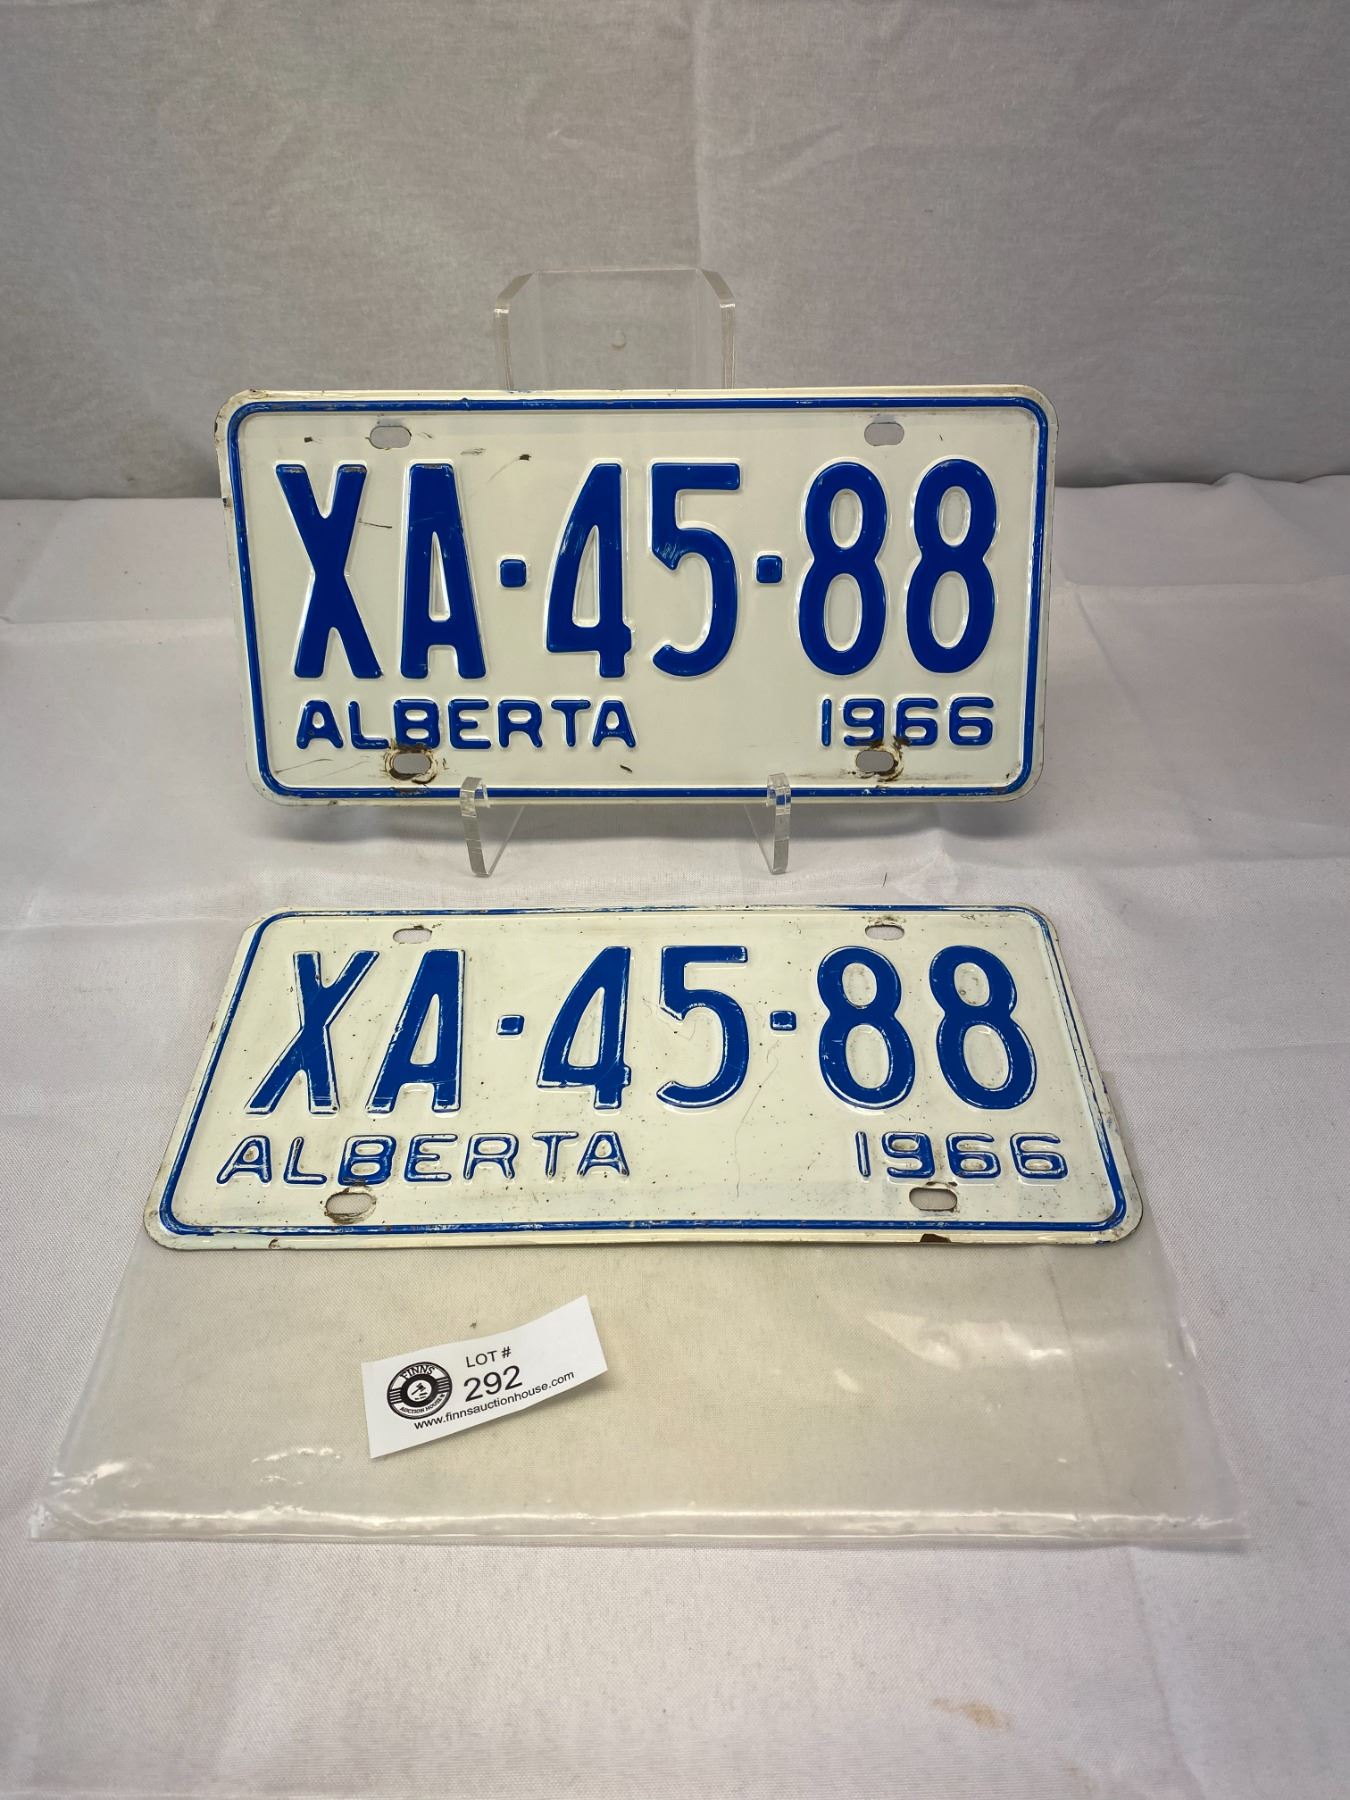 XA·45·88
ALBERTA 1966
XA·45·88
ALBERTA 1966
LOT #
292
FINNS
AUCTION HOUSE
www.finnsauctionhouse.com